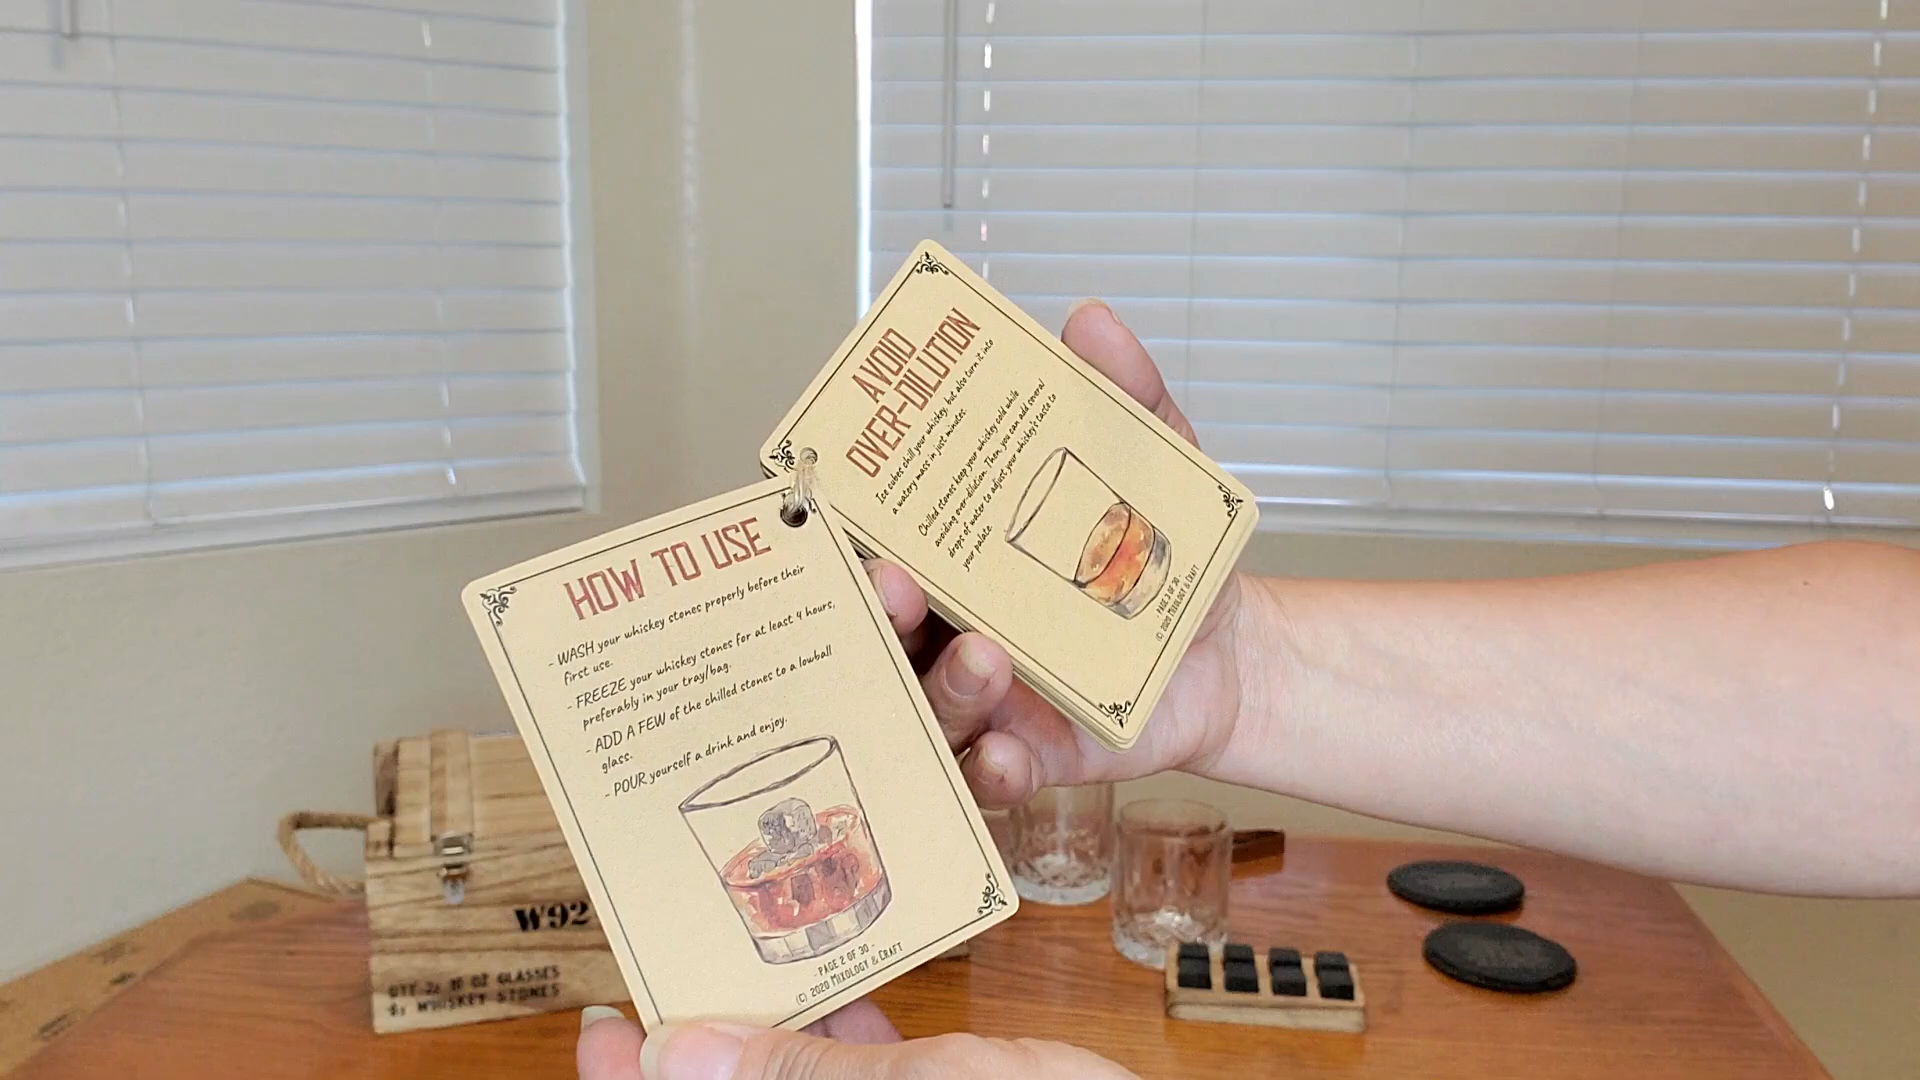 HOW TO USE
- WASH your whiskey stones properly before their
first use.
- FREEZE your whiskey stones for at least 4 hours,
preferably in your tray/bag.
- ADD A FEW of the chilled stones to a lowball
glass.
- POUR yourself a drink and enjoy.
- PAGE 2 OF 30 -
(C) 2020 MIXOLOGY & CRAFT
AVOID
OVER-DILUTION
Ice cubes chill your whiskey, but also turn it into
a watery mass in just minutes.
Chilled stones keep your whiskey cold while
avoiding over-dilution. Then, you can add several
drops of water to adjust your whiskey's taste to
your palate.
- PAGE 3 OF 30 -
(C) 2020 MIXOLOGY & CRAFT
W92
QTY 2: 10 OZ GLASSES
8: WHISKEY STONES